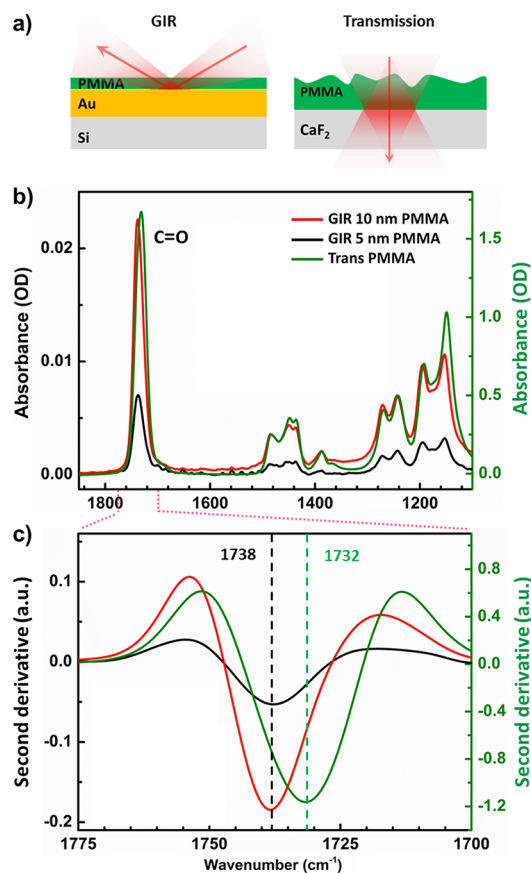 a)
GIR
Transmission
PMMA
Au
Si
PMMA
CaF₂
b)
C=O
GIR 10 nm PMMA
GIR 5 nm PMMA
Trans PMMA
Absorbance (OD)
0.02
0.01
0.00
Absorbance (OD)
1.5
1.0
0.5
0.0
1800
1600
1400
1200
c)
1738
1732
Second derivative (a.u.)
0.1
0.0
-0.1
-0.2
Second derivative (a.u.)
0.8
0.4
0.0
-0.4
-0.8
-1.2
1775
1750
1725
1700
Wavenumber (cm⁻¹)